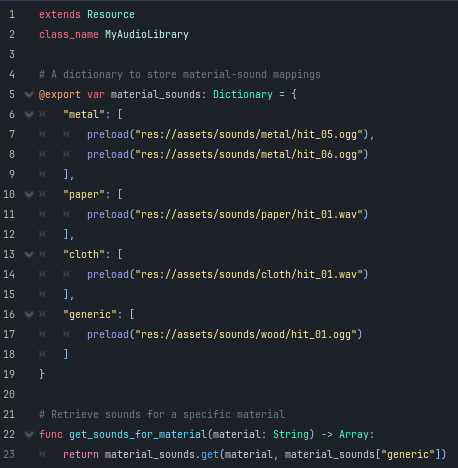 1 extends Resource
2 class_name MyAudioLibrary
3
4 # A dictionary to store material-sound mappings
5 @export var material_sounds: Dictionary = {
6 "metal": [
7 preload("res://assets/sounds/metal/hit_05.ogg"),
8 preload("res://assets/sounds/metal/hit_06.ogg")
9 ],
10 "paper": [
11 preload("res://assets/sounds/paper/hit_01.wav")
12 ],
13 "cloth": [
14 preload("res://assets/sounds/cloth/hit_01.wav")
15 ],
16 "generic": [
17 preload("res://assets/sounds/wood/hit_01.ogg")
18 ]
19 }
20
21 # Retrieve sounds for a specific material
22 func get_sounds_for_material(material: String) -> Array:
23 return material_sounds.get(material, material_sounds["generic"])